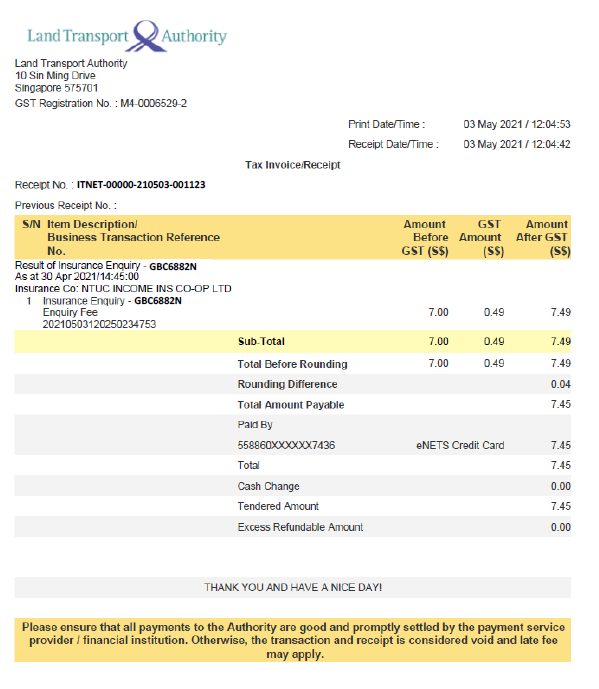 Land Transport Authority
Land Transport Authority
10 Sin Ming Drive
Singapore 575701
GST Registration No. : M4-0006529-2
Print Date/Time : 03 May 2021 / 12:04:53
Receipt Date/Time : 03 May 2021 / 12:04:42
Tax Invoice/Receipt
Receipt No. : ITNET-00000-210503-001123
Previous Receipt No. :
S/N Item Description/ Amount GST Amount
Business Transaction Reference Before Amount After GST
No. GST (S$) (S$) (S$)
Result of Insurance Enquiry - GBC6882N
As at 30 Apr 2021/14:45:00
Insurance Co: NTUC INCOME INS CO-OP LTD
1 Insurance Enquiry - GBC6882N
Enquiry Fee 7.00 0.49 7.49
20210503120250234753
Sub-Total 7.00 0.49 7.49
Total Before Rounding 7.00 0.49 7.49
Rounding Difference 0.04
Total Amount Payable 7.45
Paid By
558860XXXXXX7436 eNETS Credit Card 7.45
Total 7.45
Cash Change 0.00
Tendered Amount 7.45
Excess Refundable Amount 0.00
THANK YOU AND HAVE A NICE DAY!
Please ensure that all payments to the Authority are good and promptly settled by the payment service
provider / financial institution. Otherwise, the transaction and receipt is considered void and late fee
may apply.